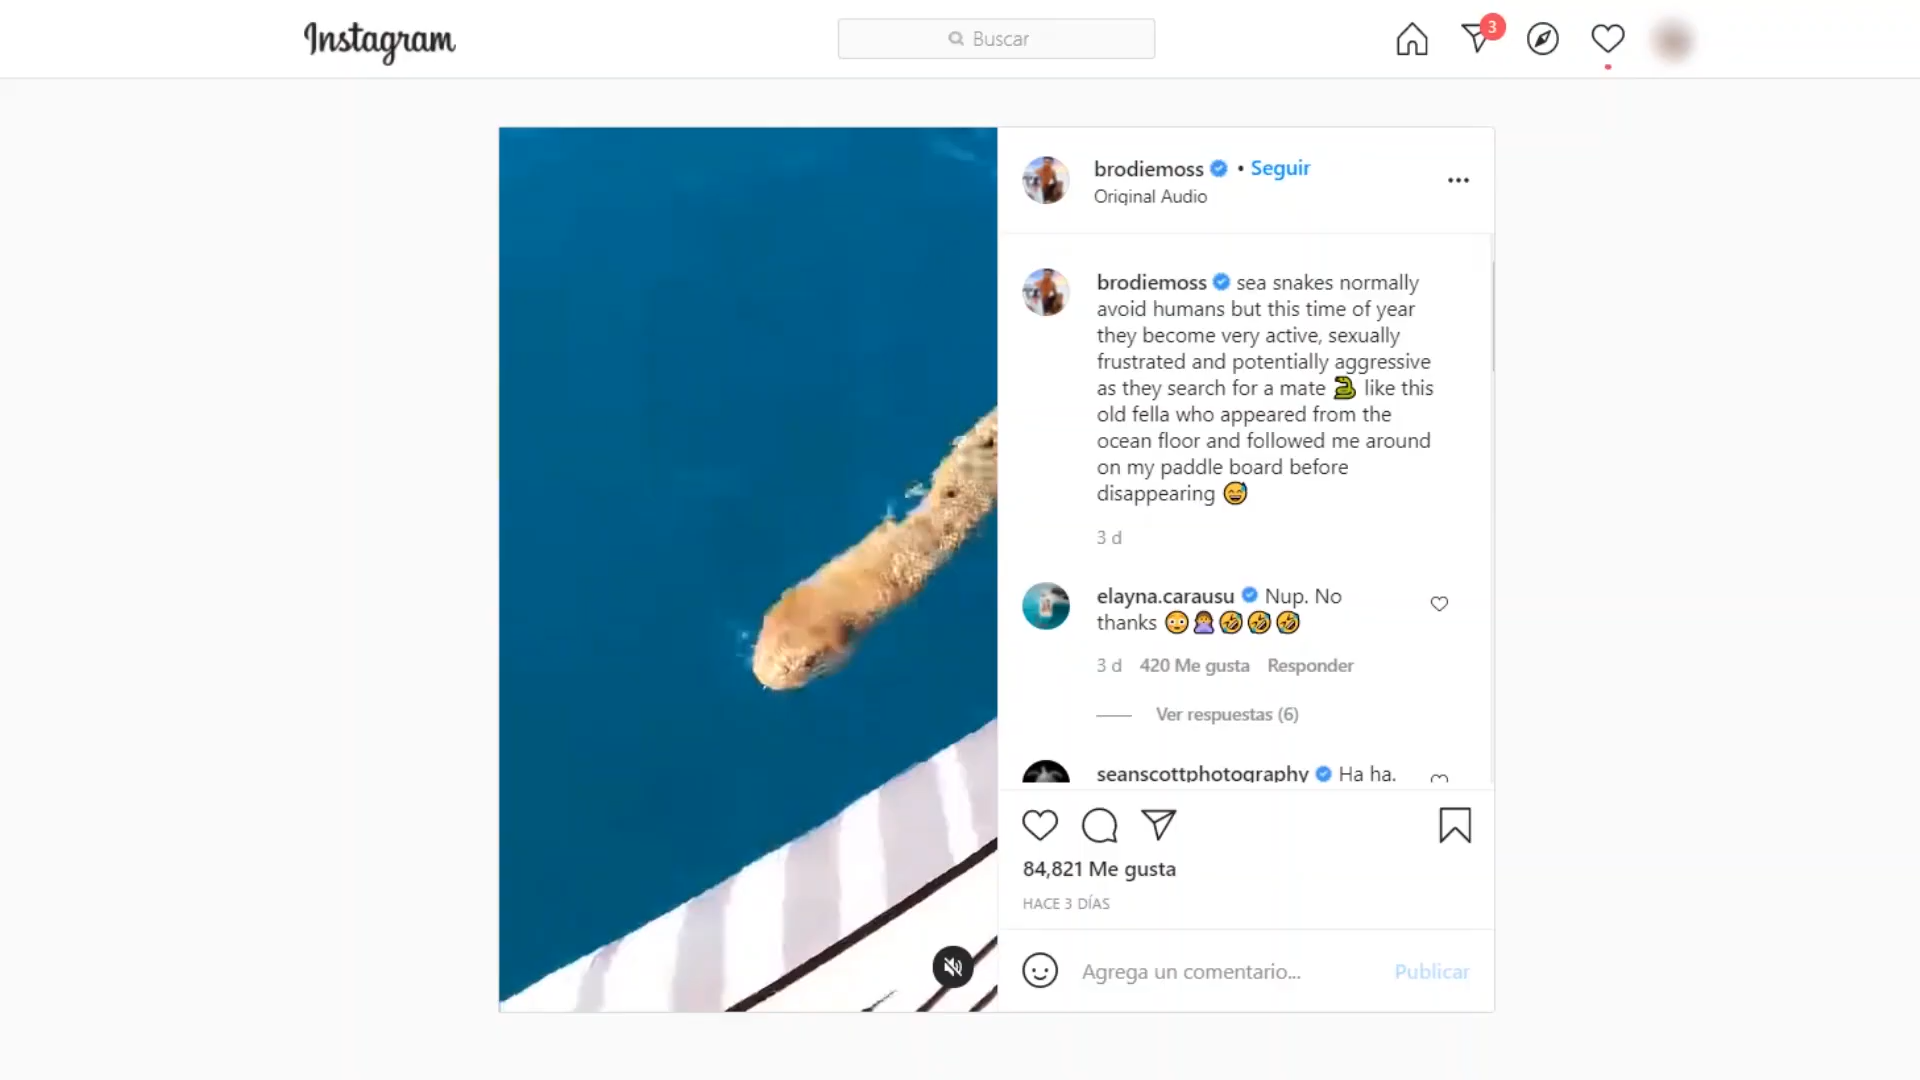 Instagram
Buscar
3
brodiemoss • Seguir
Original Audio
brodiemoss sea snakes normally
avoid humans but this time of year
they become very active, sexually
frustrated and potentially aggressive
as they search for a mate 🐍 like this
old fella who appeared from the
ocean floor and followed me around
on my paddle board before
disappearing 😅
3 d
elayna.carausu Nup. No
thanks 😳🙅‍♀️🤣🤣🤣
3 d 420 Me gusta Responder
Ver respuestas (6)
seanscottphotography Ha ha.
84,821 Me gusta
HACE 3 DÍAS
Agrega un comentario... Publicar